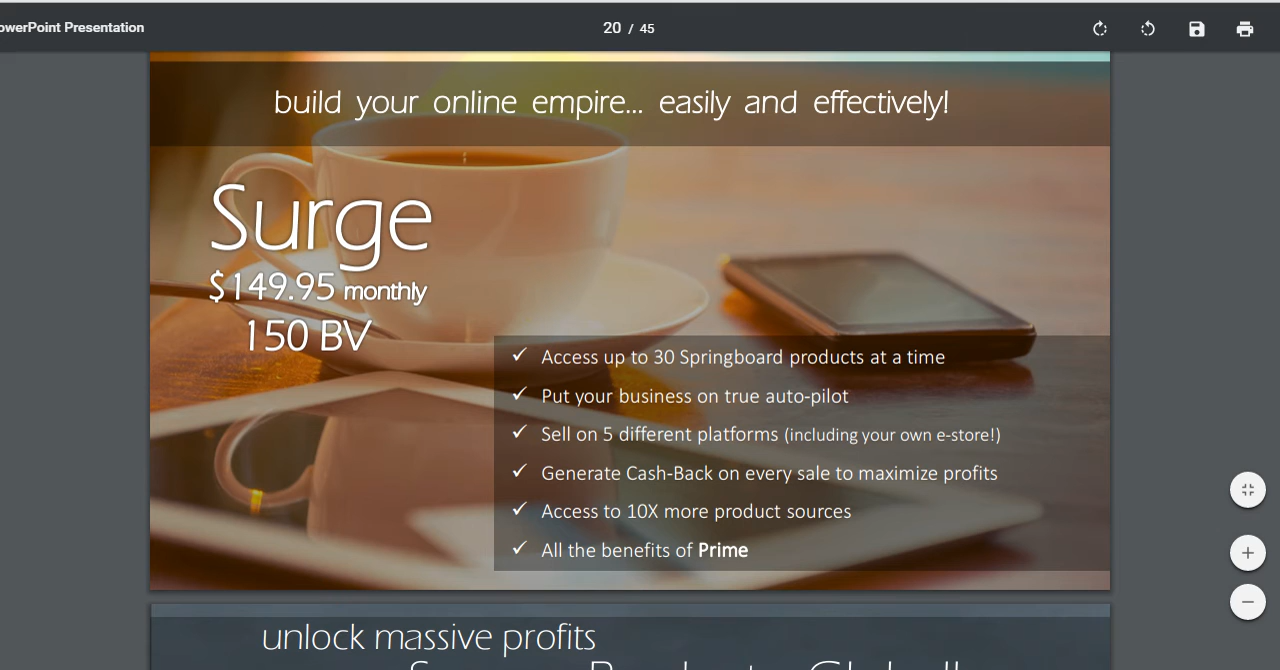 owerPoint Presentation
20 / 45
build your online empire... easily and effectively!
Surge
$149.95 monthly
150 BV
✓ Access up to 30 Springboard products at a time
✓ Put your business on true auto-pilot
✓ Sell on 5 different platforms (including your own e-store!)
✓ Generate Cash-Back on every sale to maximize profits
✓ Access to 10X more product sources
✓ All the benefits of Prime
unlock massive profits